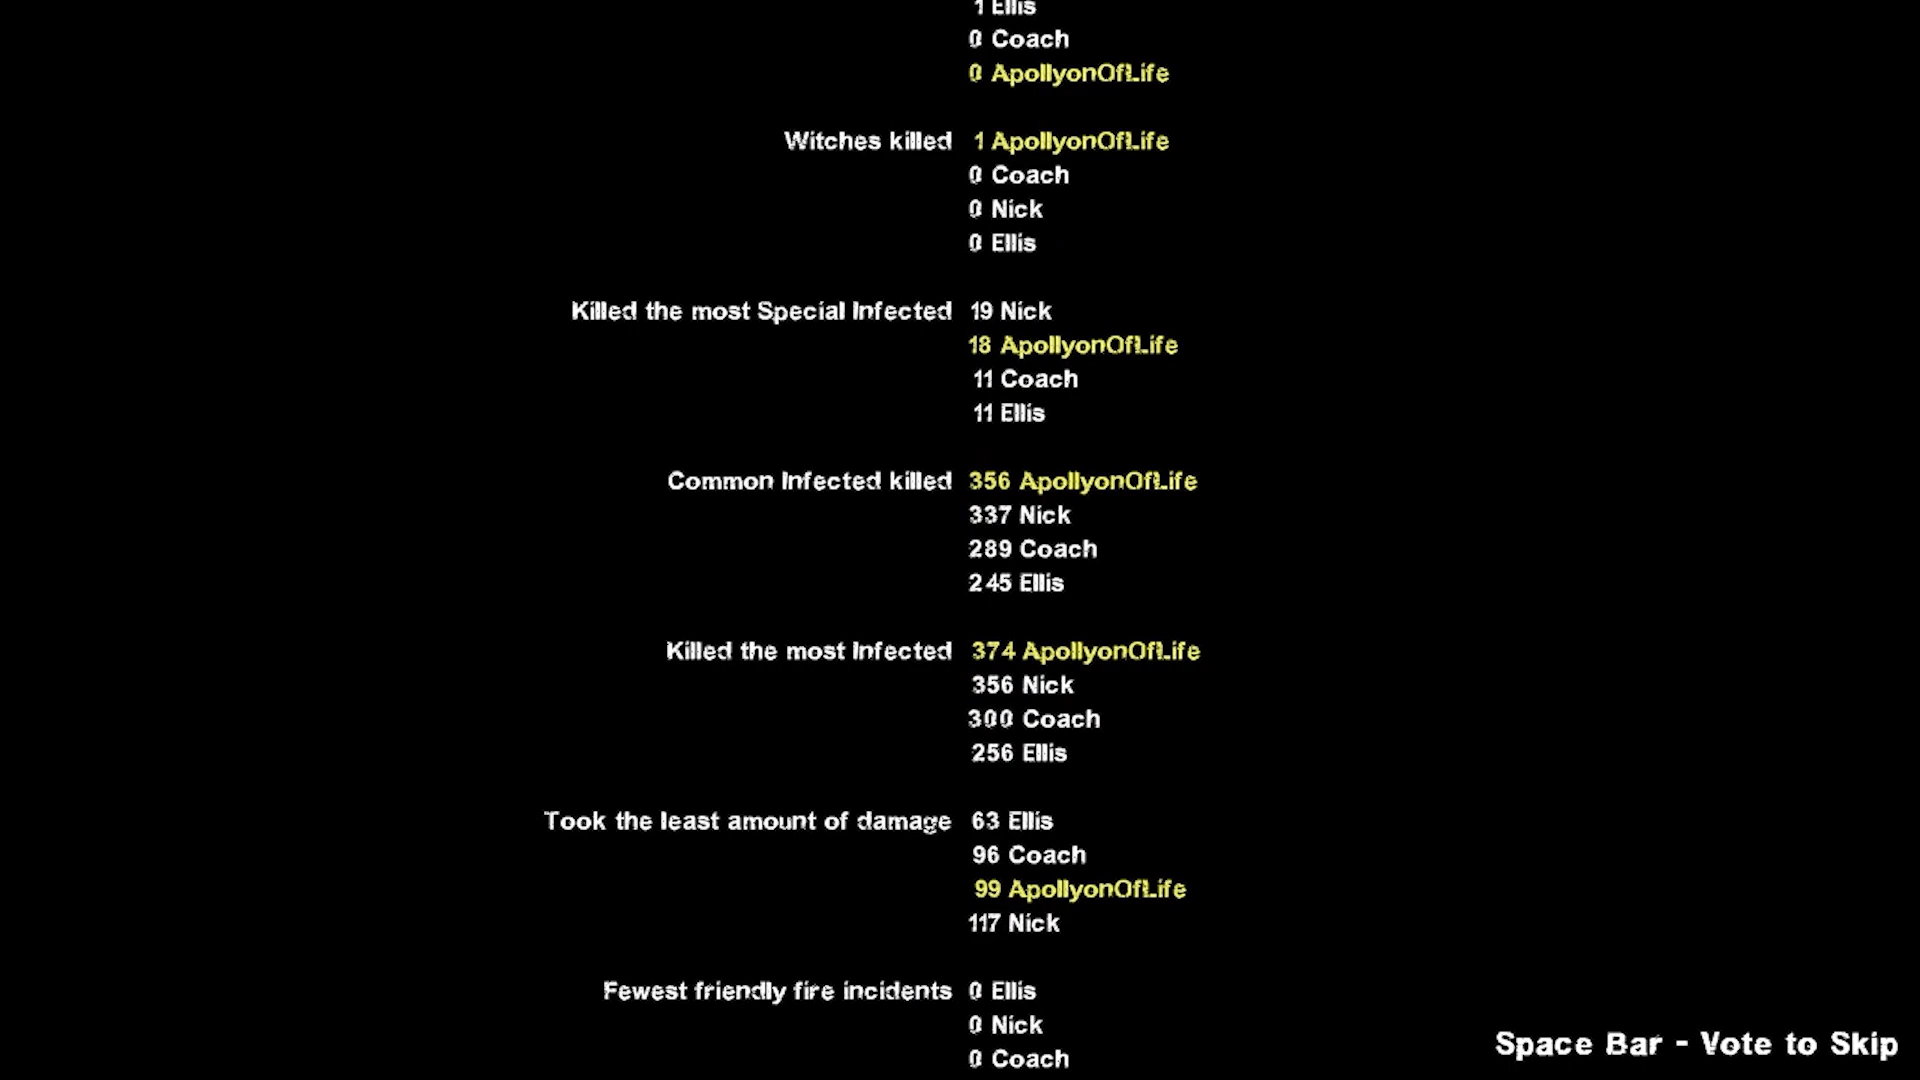 1 Ellis
0 Coach
0 ApollyonOfLife
Witches killed 1 ApollyonOfLife
0 Coach
0 Nick
0 Ellis
Killed the most Special Infected 19 Nick
18 ApollyonOfLife
11 Coach
11 Ellis
Common Infected killed 356 ApollyonOfLife
337 Nick
289 Coach
245 Ellis
Killed the most Infected 374 ApollyonOfLife
356 Nick
300 Coach
256 Ellis
Took the least amount of damage 63 Ellis
96 Coach
99 ApollyonOfLife
117 Nick
Fewest friendly fire incidents 0 Ellis
0 Nick
0 Coach
Space Bar - Vote to Skip